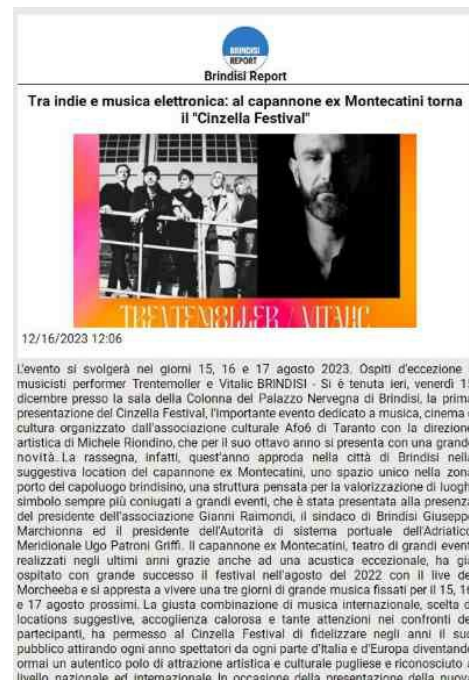 BRINDISI
REPORT
Brindisi Report
Tra indie e musica elettronica: al capannone ex Montecatini torna
il "Cinzella Festival"
TRENTEMØLLER / VITALIC
12/16/2023 12:06
L'evento si svolgerà nei giorni 15, 16 e 17 agosto 2023. Ospiti d'eccezione i
musicisti performer Trentemoller e Vitalic BRINDISI - Si è tenuta ieri, venerdì 15
dicembre presso la sala della Colonna del Palazzo Nervegna di Brindisi, la prima
presentazione del Cinzella Festival, l'importante evento dedicato a musica, cinema e
cultura organizzato dall'associazione culturale Afo6 di Taranto con la direzione
artistica di Michele Riondino, che per il suo ottavo anno si presenta con una grande
novità. La rassegna, infatti, quest'anno approda nella città di Brindisi nella
suggestiva location del capannone ex Montecatini, uno spazio unico nella zona
porto del capoluogo brindisino, una struttura pensata per la valorizzazione di luoghi
simbolo sempre più coniugati a grandi eventi, che è stata presentata alla presenza
del presidente dell'associazione Gianni Raimondi, il sindaco di Brindisi Giuseppe
Marchionna ed il presidente dell'Autorità di sistema portuale dell'Adriatico
Meridionale Ugo Patroni Griffi. Il capannone ex Montecatini, teatro di grandi eventi
realizzati negli ultimi anni grazie anche ad una acustica eccezionale, ha già
ospitato con grande successo il festival nell'agosto del 2022 con il live dei
Morcheeba e si appresta a vivere una tre giorni di grande musica fissati per il 15, 16
e 17 agosto prossimi. La giusta combinazione di musica internazionale, scelta di
locations suggestive, accoglienza calorosa e tante attenzioni nei confronti dei
partecipanti, ha permesso al Cinzella Festival di fidelizzare negli anni il suo
pubblico attirando ogni anno spettatori da ogni parte d'Italia e d'Europa diventando
ormai un autentico polo di attrazione artistica e culturale pugliese e riconosciuto a
livello nazionale ed internazionale. In occasione della presentazione della nuova